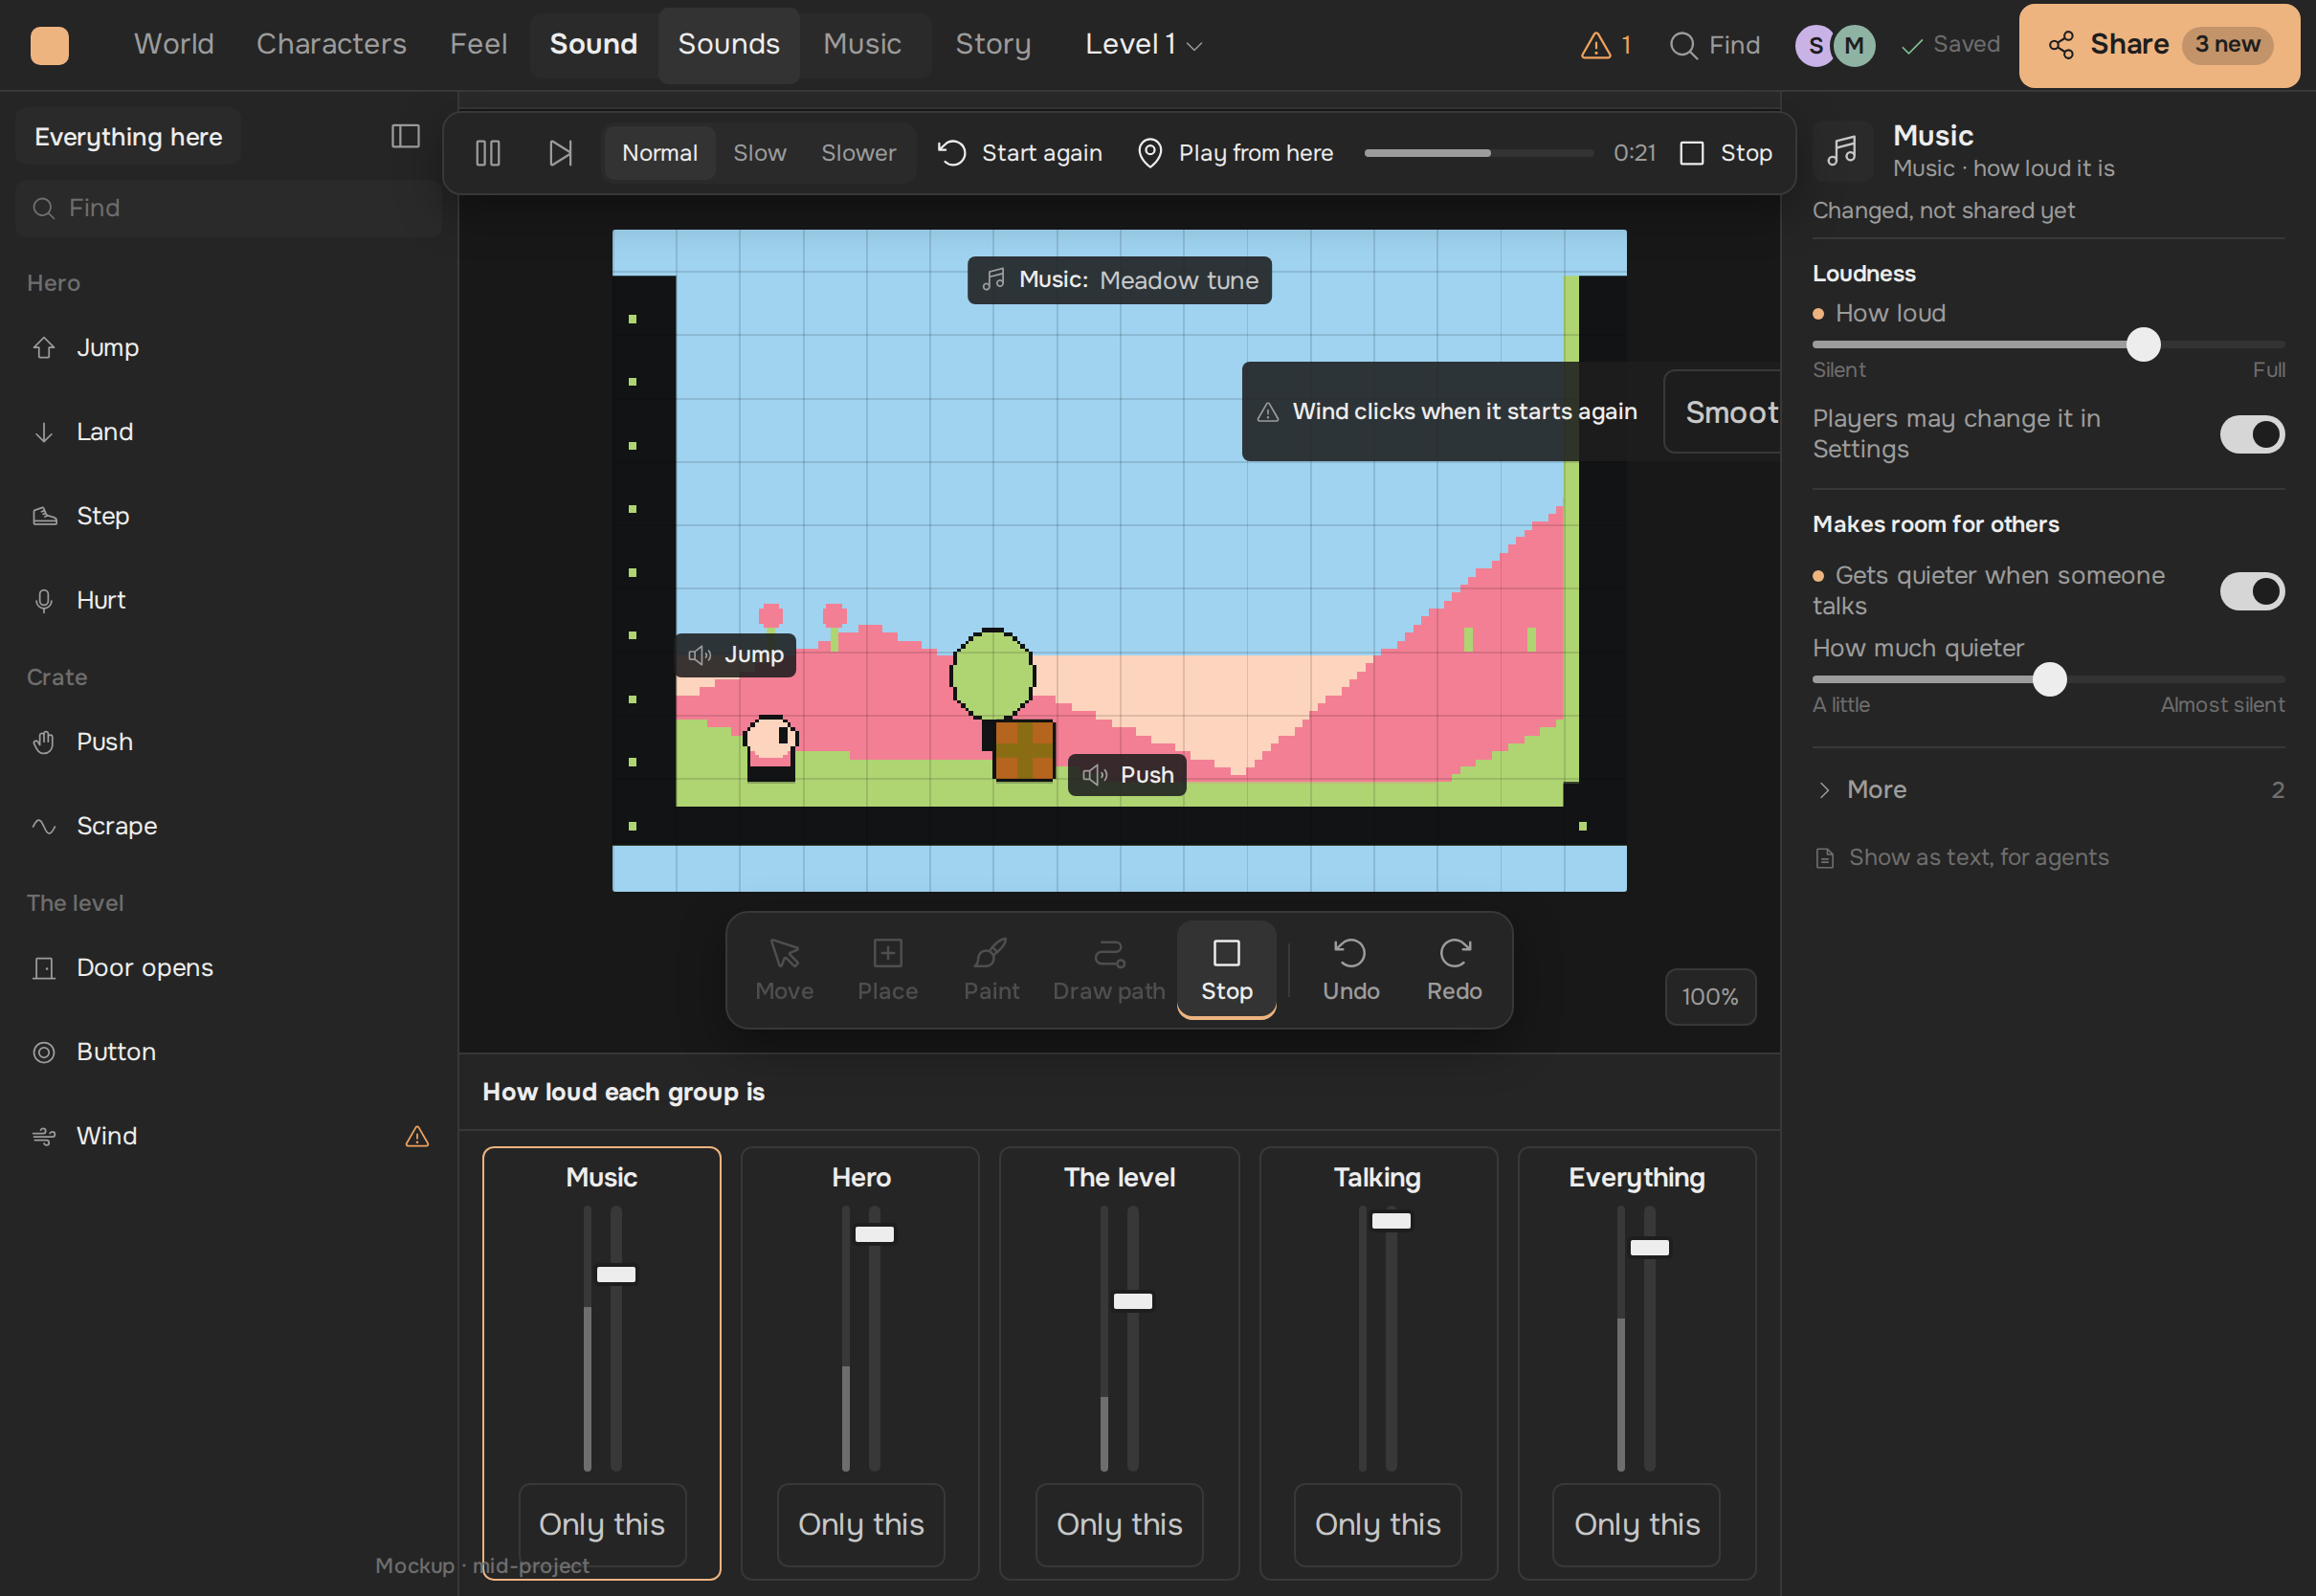 World Characters Feel Sound Sounds Music Story Level 1
1 Find S M Saved Share 3 new
Everything here
Find
Hero
Jump
Land
Step
Hurt
Crate
Push
Scrape
The level
Door opens
Button
Wind
Normal Slow Slower Start again Play from here 0:21 Stop
Music: Meadow tune
Wind clicks when it starts again Smoot
Jump
Push
Move Place Paint Draw path Stop Undo Redo
100%
How loud each group is
Music Hero The level Talking Everything
Only this Only this Only this Only this Only this
Mockup · mid-project
Music
Music · how loud it is
Changed, not shared yet
Loudness
How loud
Silent Full
Players may change it in
Settings
Makes room for others
Gets quieter when someone
talks
How much quieter
A little Almost silent
More 2
Show as text, for agents